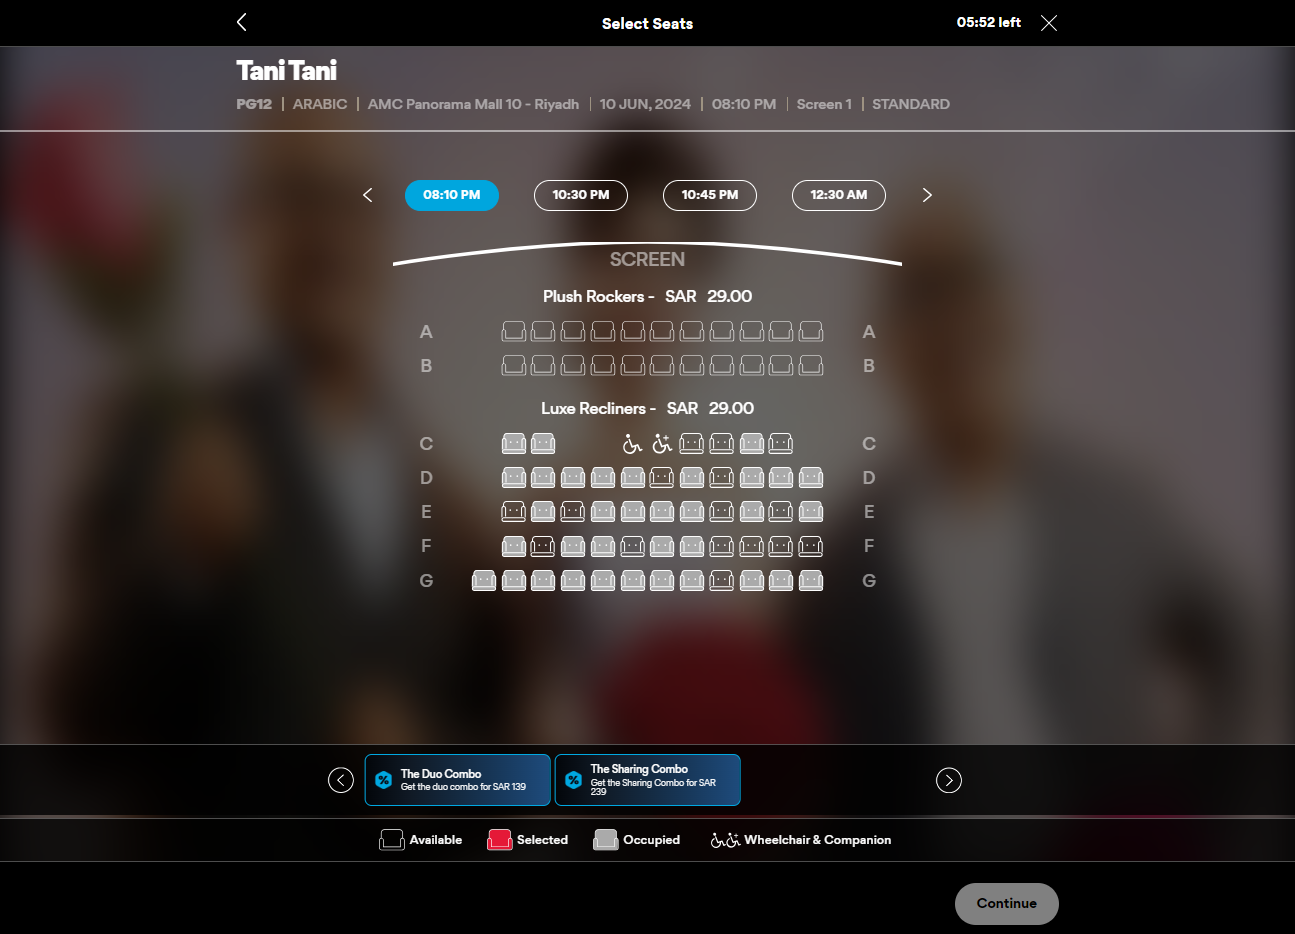 Select Seats
05:52 left
Tani Tani
PG12 | ARABIC | AMC Panorama Mall 10 - Riyadh | 10 JUN, 2024 | 08:10 PM | Screen 1 | STANDARD
08:10 PM 10:30 PM 10:45 PM 12:30 AM
SCREEN
Plush Rockers - SAR 29.00
A A
B B
Luxe Recliners - SAR 29.00
C C
D D
E E
F F
G G
The Duo Combo
Get the duo combo for SAR 139
The Sharing Combo
Get the Sharing Combo for SAR
239
Available Selected Occupied Wheelchair & Companion
Continue